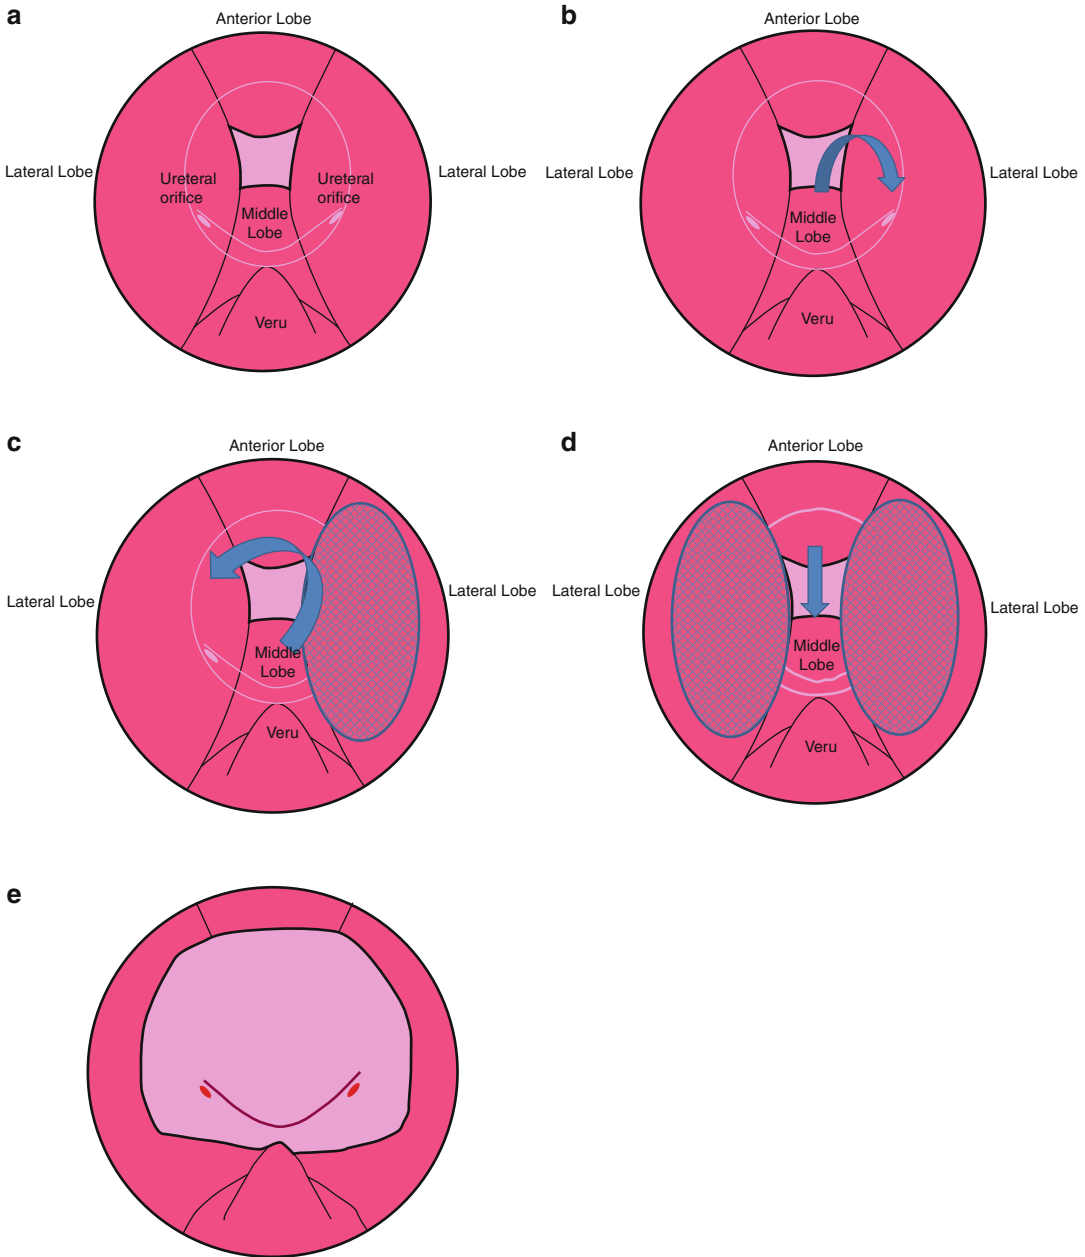 a
Anterior Lobe
Lateral Lobe
Lateral Lobe
Ureteral
orifice
Ureteral
orifice
Middle
Lobe
Veru
b
Anterior Lobe
Lateral Lobe
Lateral Lobe
Middle
Lobe
Veru
c
Anterior Lobe
Lateral Lobe
Lateral Lobe
Middle
Lobe
Veru
d
Anterior Lobe
Lateral Lobe
Lateral Lobe
Middle
Lobe
Veru
e